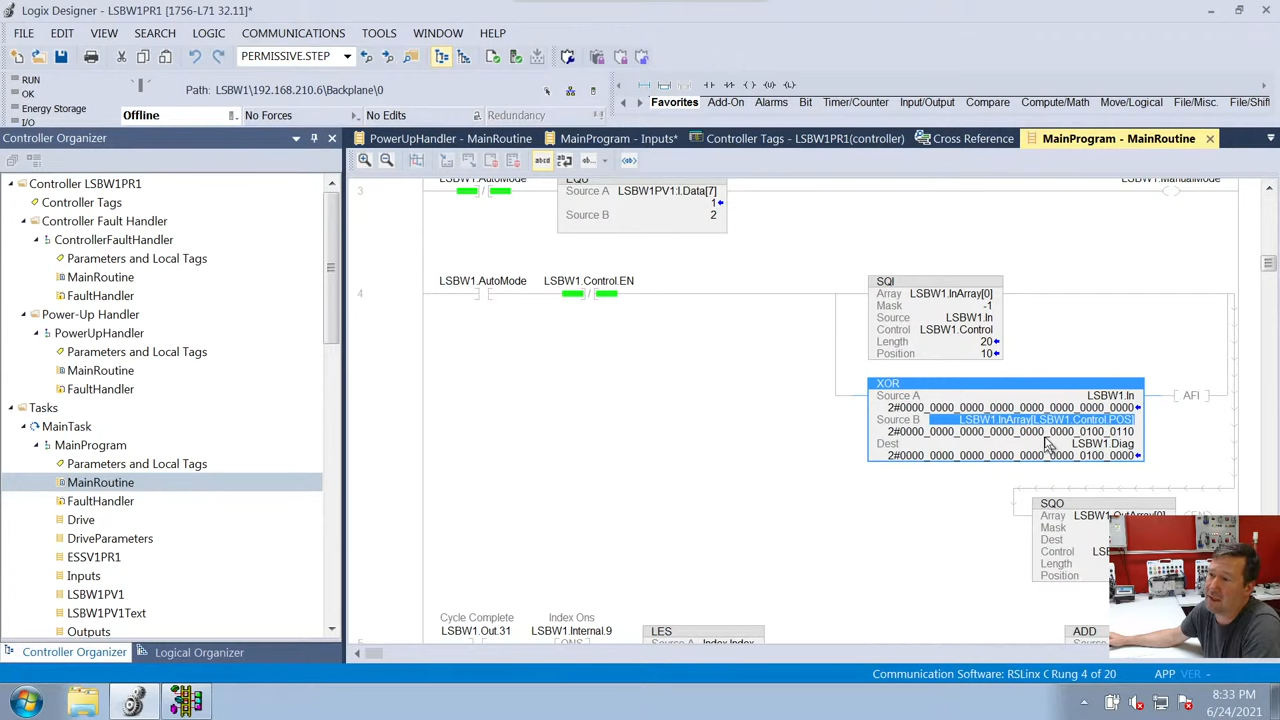 Logix Designer - LSBW1PR1 [1756-L71 32.11]*
FILE EDIT VIEW SEARCH LOGIC COMMUNICATIONS TOOLS WINDOW HELP
PERMISSIVE.STEP
RUN
OK
Energy Storage
I/O
Path: LSBW1\192.168.210.6\Backplane\0
Offline No Forces No Edits Redundancy
Favorites Add-On Alarms Bit Timer/Counter Input/Output Compare Compute/Math Move/Logical File/Misc. File/Shift
Controller Organizer
PowerUpHandler - MainRoutine MainProgram - Inputs* Controller Tags - LSBW1PR1(controller) Cross Reference MainProgram - MainRoutine
Controller LSBW1PR1
Controller Tags
Controller Fault Handler
ControllerFaultHandler
Parameters and Local Tags
MainRoutine
FaultHandler
Power-Up Handler
PowerUpHandler
Parameters and Local Tags
MainRoutine
FaultHandler
Tasks
MainTask
MainProgram
Parameters and Local Tags
MainRoutine
FaultHandler
Drive
DriveParameters
ESSV1PR1
Inputs
LSBW1PV1
LSBW1PV1Text
Outputs
Controller Organizer Logical Organizer
3
LSBW1.AutoMode
EQU
Source A LSBW1PV1:I.Data[7]
1
Source B 2
LSBW1.ManualMode
4
LSBW1.AutoMode LSBW1.Control.EN
SQI
Array LSBW1.InArray[0]
Mask -1
Source LSBW1.In
Control LSBW1.Control
Length 20
Position 10
XOR
Source A LSBW1.In
2#0000_0000_0000_0000_0000_0000_0000_0000
Source B LSBW1.InArray[LSBW1.Control.POS]
2#0000_0000_0000_0000_0000_0000_0100_0110
Dest LSBW1.Diag
2#0000_0000_0000_0000_0000_0000_0100_0000
AFI
SQO
Array LSBW1.OutArray[0]
Mask
Dest
Control
Length
Position
Cycle Complete Index Ons
LSBW1.Out.31 LSBW1.Internal.9
ONS
5
LES
Source A Index.Index
ADD
Communication Software: RSLinx C Rung 4 of 20 APP VER -
8:33 PM
6/24/2021